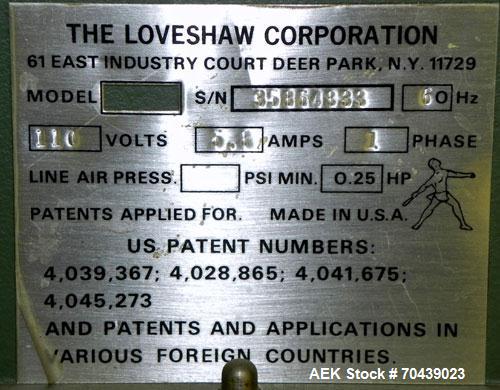 THE LOVESHAW CORPORATION
61 EAST INDUSTRY COURT DEER PARK, N.Y. 11729
MODEL S/N 60 Hz
110 VOLTS 5.8 AMPS 1 PHASE
LINE AIR PRESS. PSI MIN. 0.25 HP
PATENTS APPLIED FOR. MADE IN U.S.A.
US PATENT NUMBERS:
4,039,367; 4,028,865; 4,041,675;
4,045,273
AND PATENTS AND APPLICATIONS IN
VARIOUS FOREIGN COUNTRIES.
AEK Stock # 70439023